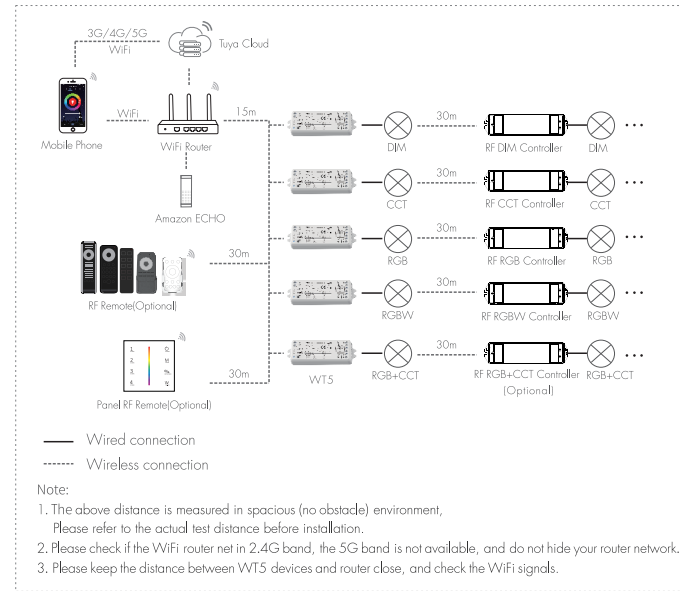 3G/4G/5G
WiFi
Tuya Cloud
WiFi
15m
Mobile Phone
WiFi Router
Amazon ECHO
30m
RF Remote(Optional)
30m
Panel RF Remote(Optional)
30m
DIM
RF DIM Controller
DIM
30m
CCT
RF CCT Controller
CCT
30m
RGB
RF RGB Controller
RGB
30m
RGBW
RF RGBW Controller
RGBW
30m
WT5
RGB+CCT
RF RGB+CCT Controller
(Optional)
RGB+CCT
Wired connection
Wireless connection
Note:
1. The above distance is measured in spacious (no obstacle) environment,
Please refer to the actual test distance before installation.
2. Please check if the WiFi router net in 2.4G band, the 5G band is not available, and do not hide your router network.
3. Please keep the distance between WT5 devices and router close, and check the WiFi signals.